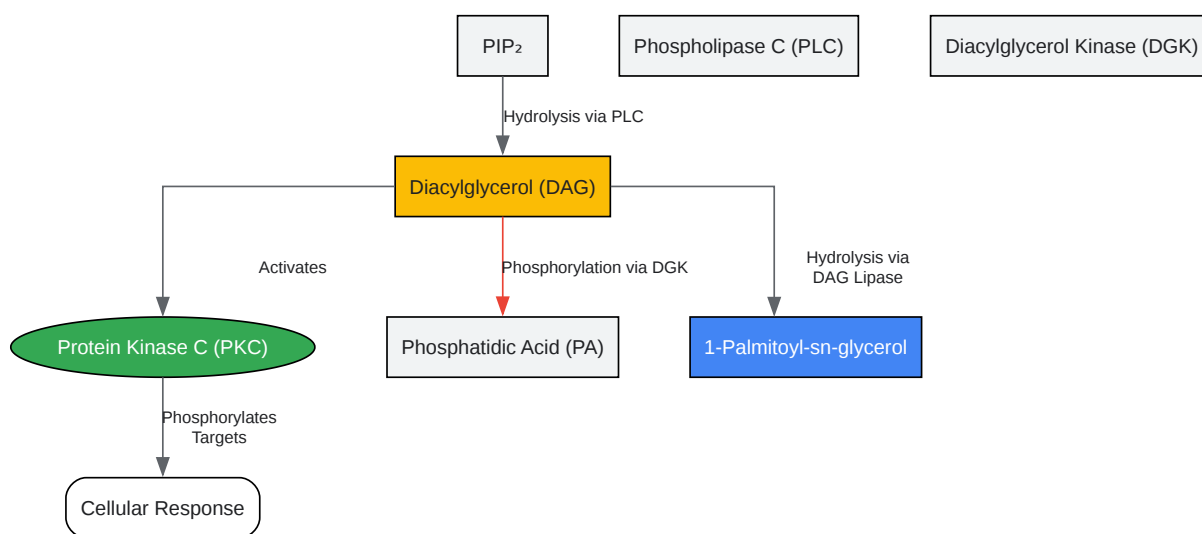 PIP₂
Phospholipase C (PLC)
Diacylglycerol Kinase (DGK)
Hydrolysis via PLC
Diacylglycerol (DAG)
Activates
Phosphorylation via DGK
Hydrolysis via
DAG Lipase
Protein Kinase C (PKC)
Phosphatidic Acid (PA)
1-Palmitoyl-sn-glycerol
Phosphorylates
Targets
Cellular Response